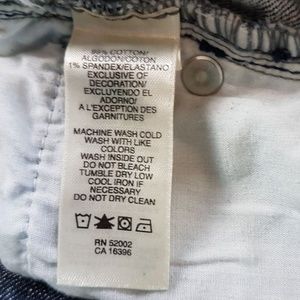 99% COTTON/
ALGODON/COTON
1% SPANDEX/ELASTANO
EXCLUSIVE OF
DECORATION/
EXCLUYENDO EL
ADORNO/
A L'EXCEPTION DES
GARNITURES
MACHINE WASH COLD
WASH WITH LIKE
COLORS
WASH INSIDE OUT
DO NOT BLEACH
TUMBLE DRY LOW
COOL IRON IF
NECESSARY
DO NOT DRY CLEAN
RN 52002
CA 16396